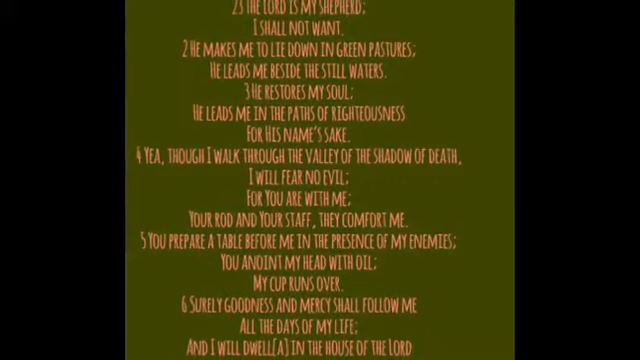 23 The Lord is my shepherd;
I shall not want.
2 He makes me to lie down in green pastures;
He leads me beside the still waters.
3 He restores my soul;
He leads me in the paths of righteousness
For His name's sake.
4 Yea, though I walk through the valley of the shadow of death,
I will fear no evil;
For You are with me;
Your rod and Your staff, they comfort me.
5 You prepare a table before me in the presence of my enemies;
You anoint my head with oil;
My cup runs over.
6 Surely goodness and mercy shall follow me
All the days of my life;
And I will dwell[a] in the house of the Lord